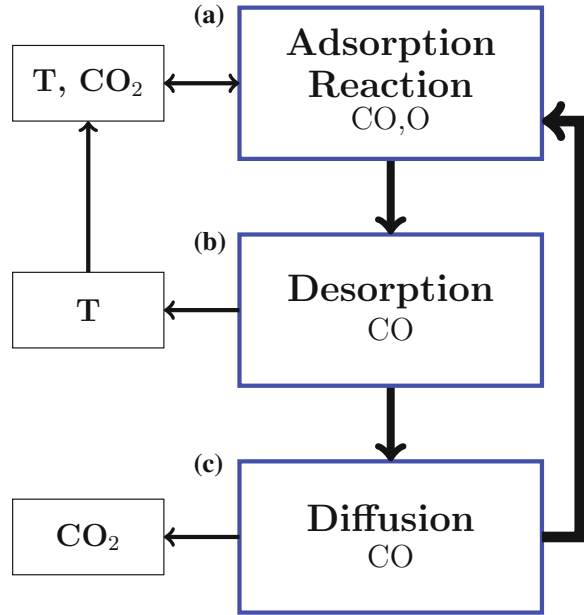 (a)
Adsorption
Reaction
CO,O
T, CO₂
(b)
Desorption
CO
T
(c)
Diffusion
CO
CO₂